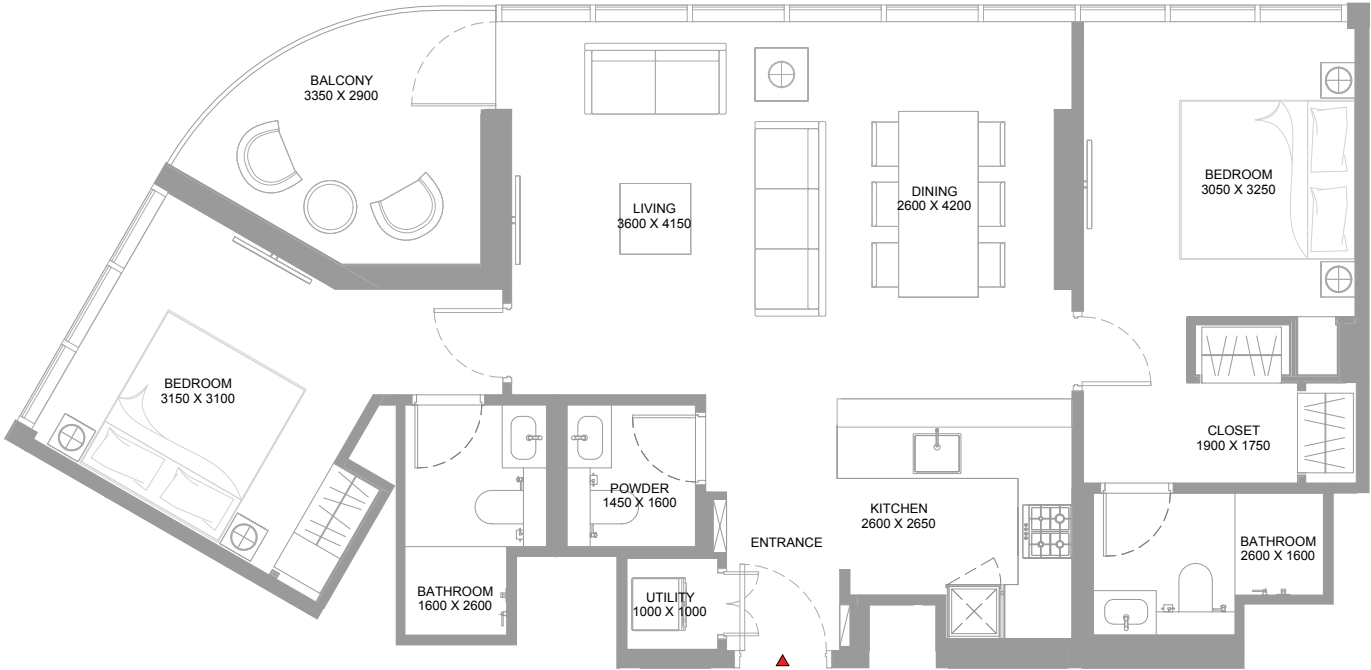 BALCONY
3350 X 2900
LIVING
3600 X 4150
DINING
2600 X 4200
BEDROOM
3050 X 3250
BEDROOM
3150 X 3100
CLOSET
1900 X 1750
POWDER
1450 X 1600
KITCHEN
2600 X 2650
ENTRANCE
BATHROOM
2600 X 1600
BATHROOM
1600 X 2600
UTILITY
1000 X 1000